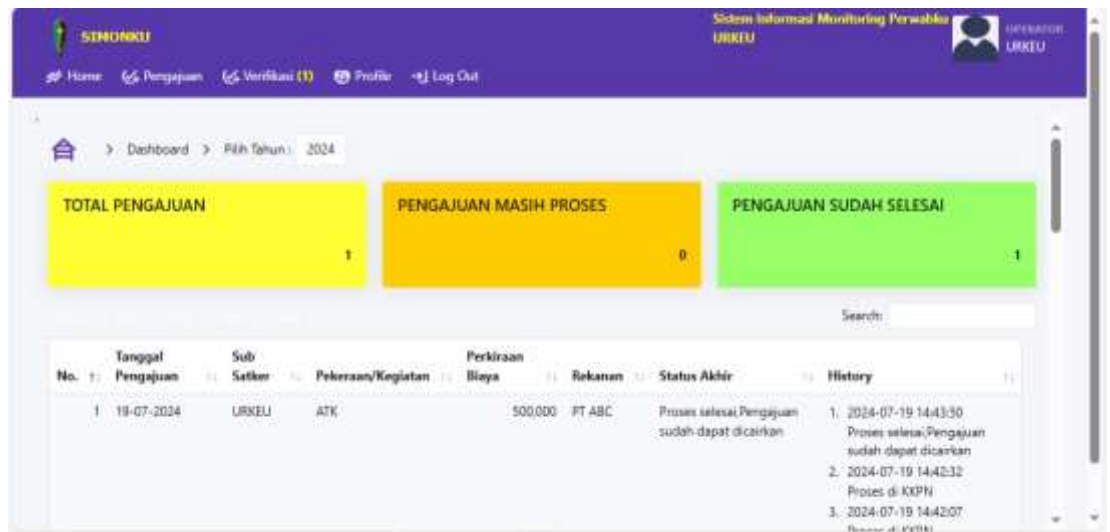 SIMONKU
Sistem Informasi Monitoring Perwabku
URKEU
OPERATOR
URKEU
Home Pengajuan Verifikasi (1) Profile Log Out
> Dashboard > Pilih Tahun : 2024
TOTAL PENGAJUAN
1
PENGAJUAN MASIH PROSES
0
PENGAJUAN SUDAH SELESAI
1
Search:
No. Tanggal Pengajuan Sub Satker Pekeraan/Kegiatan Perkiraan Biaya Rekanan Status Akhir History
1 19-07-2024 URKEU ATK 500,000 PT ABC
Proses selesai,Pengajuan
sudah dapat dicairkan
1. 2024-07-19 14:43:30
Proses selesai,Pengajuan
sudah dapat dicairkan
2. 2024-07-19 14:42:32
Proses di KKPN
3. 2024-07-19 14:42:07